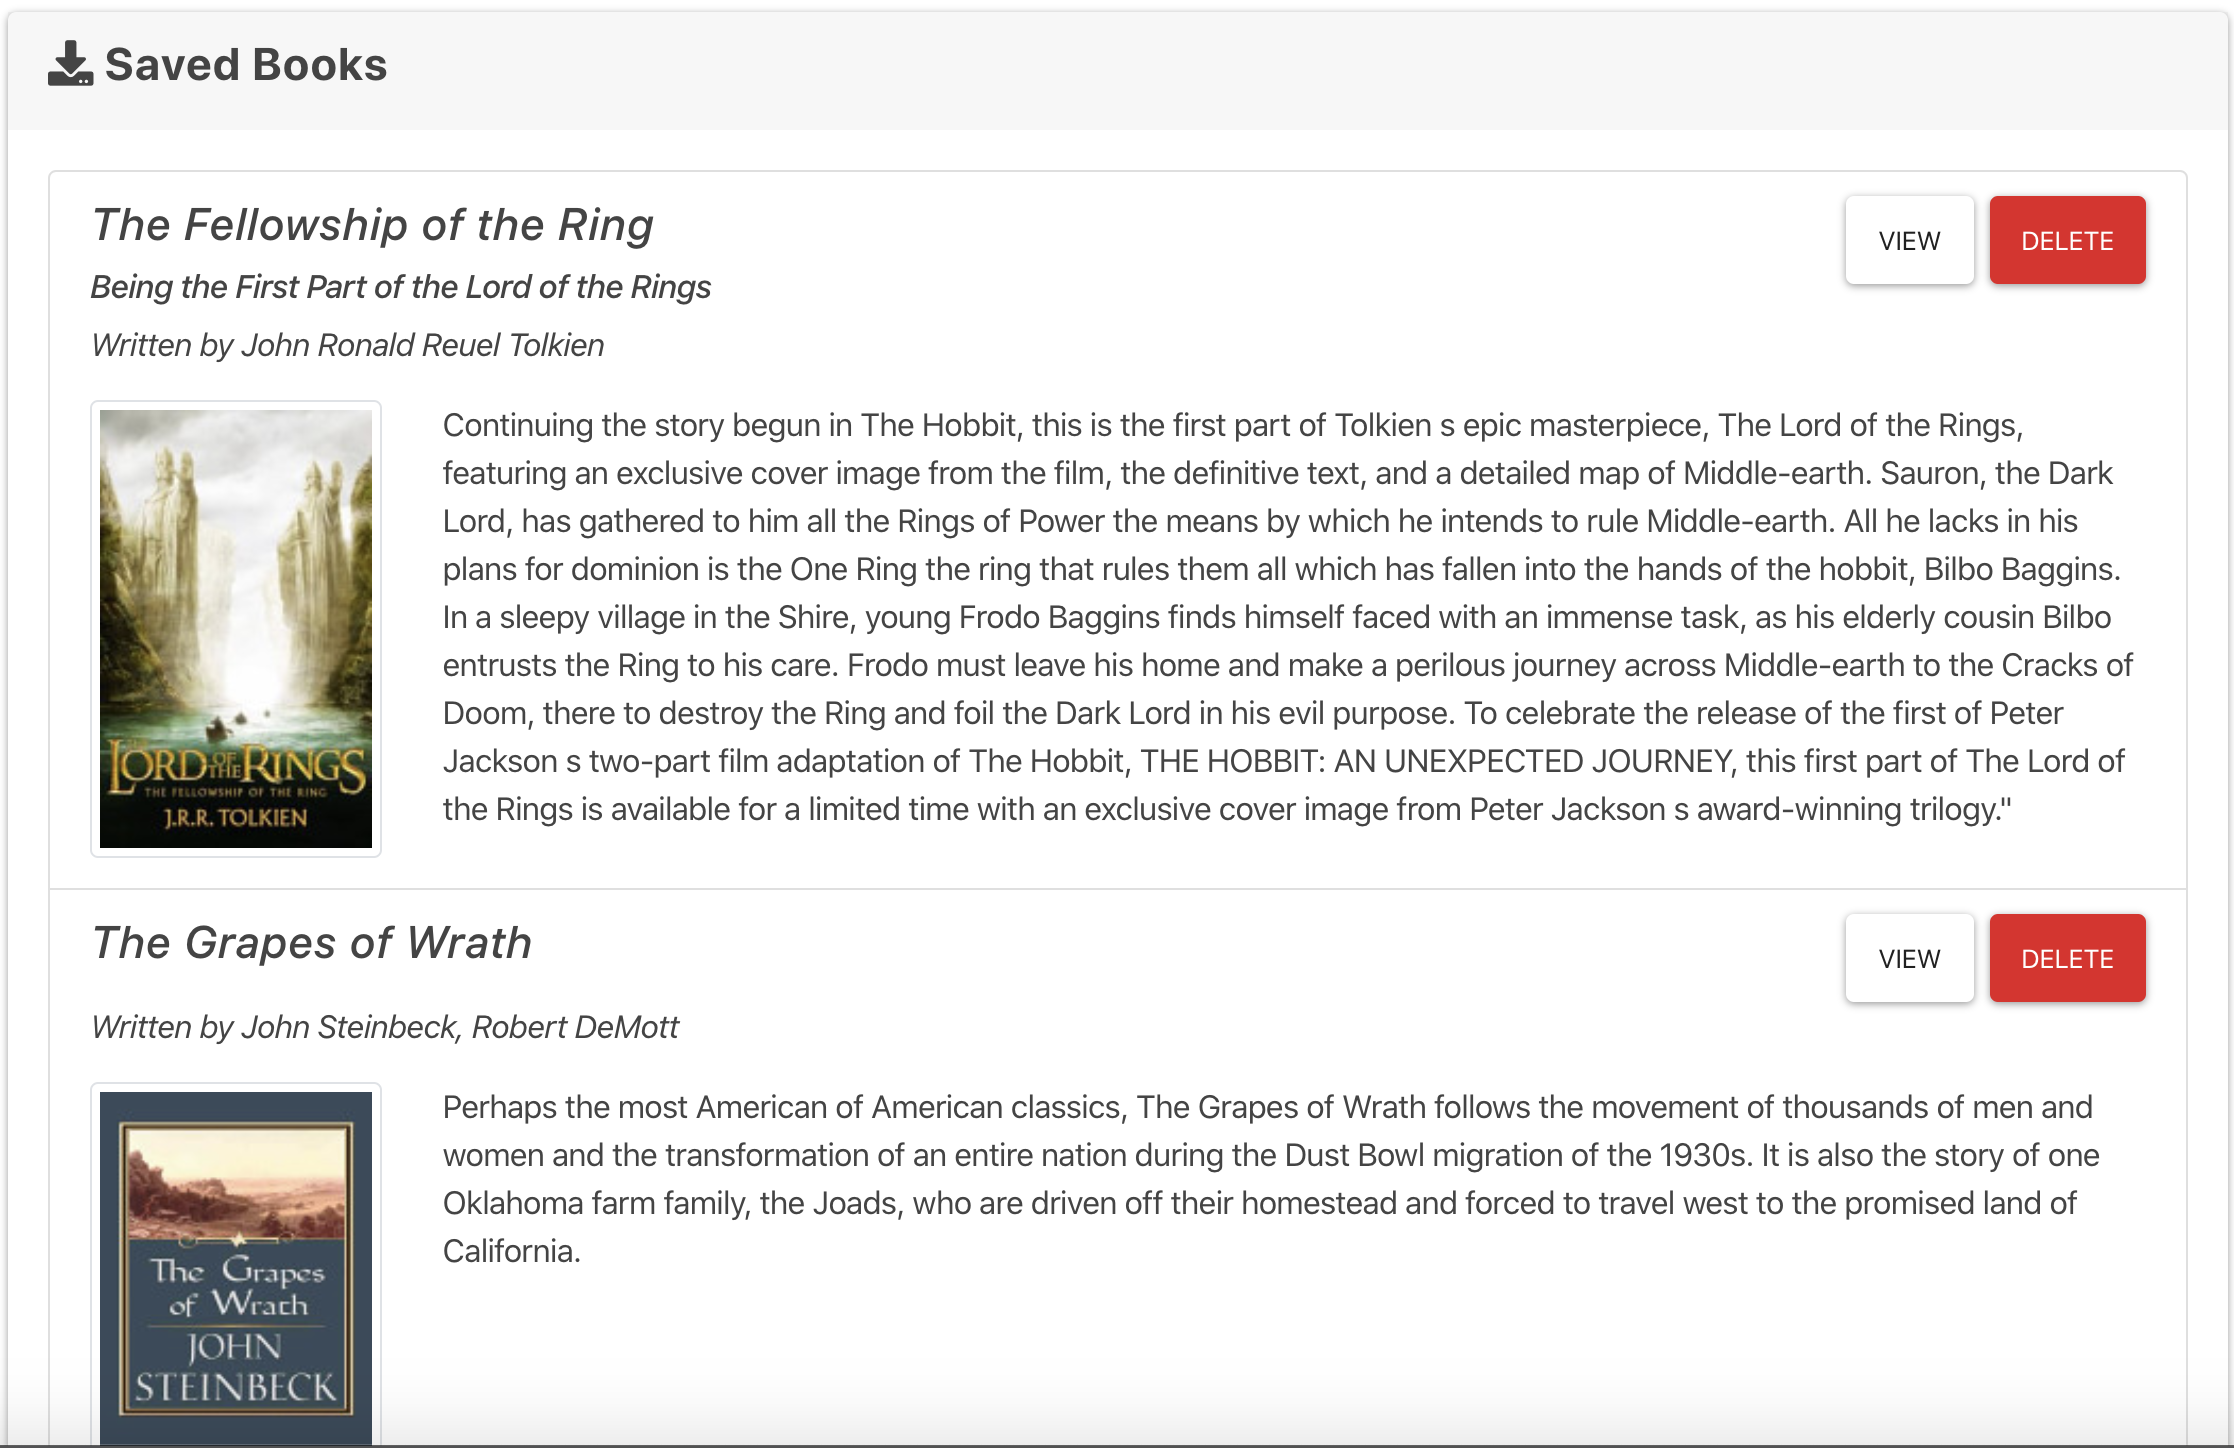 Saved Books
The Fellowship of the Ring
VIEW
DELETE
Being the First Part of the Lord of the Rings
Written by John Ronald Reuel Tolkien
THE
LORD OF THE RINGS
THE FELLOWSHIP OF THE RING
J.R.R. TOLKIEN
Continuing the story begun in The Hobbit, this is the first part of Tolkien s epic masterpiece, The Lord of the Rings,
featuring an exclusive cover image from the film, the definitive text, and a detailed map of Middle-earth. Sauron, the Dark
Lord, has gathered to him all the Rings of Power the means by which he intends to rule Middle-earth. All he lacks in his
plans for dominion is the One Ring the ring that rules them all which has fallen into the hands of the hobbit, Bilbo Baggins.
In a sleepy village in the Shire, young Frodo Baggins finds himself faced with an immense task, as his elderly cousin Bilbo
entrusts the Ring to his care. Frodo must leave his home and make a perilous journey across Middle-earth to the Cracks of
Doom, there to destroy the Ring and foil the Dark Lord in his evil purpose. To celebrate the release of the first of Peter
Jackson s two-part film adaptation of The Hobbit, THE HOBBIT: AN UNEXPECTED JOURNEY, this first part of The Lord of
the Rings is available for a limited time with an exclusive cover image from Peter Jackson s award-winning trilogy."
The Grapes of Wrath
VIEW
DELETE
Written by John Steinbeck, Robert DeMott
The Grapes
of Wrath
JOHN
STEINBECK
Perhaps the most American of American classics, The Grapes of Wrath follows the movement of thousands of men and
women and the transformation of an entire nation during the Dust Bowl migration of the 1930s. It is also the story of one
Oklahoma farm family, the Joads, who are driven off their homestead and forced to travel west to the promised land of
California.